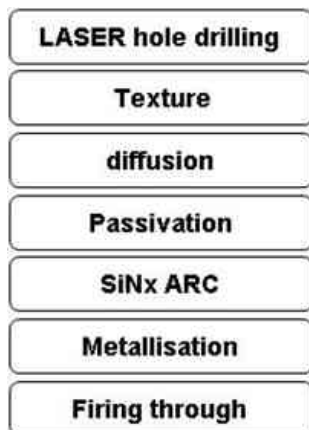 LASER hole drilling
Texture
diffusion
Passivation
SiNx ARC
Metallisation
Firing through